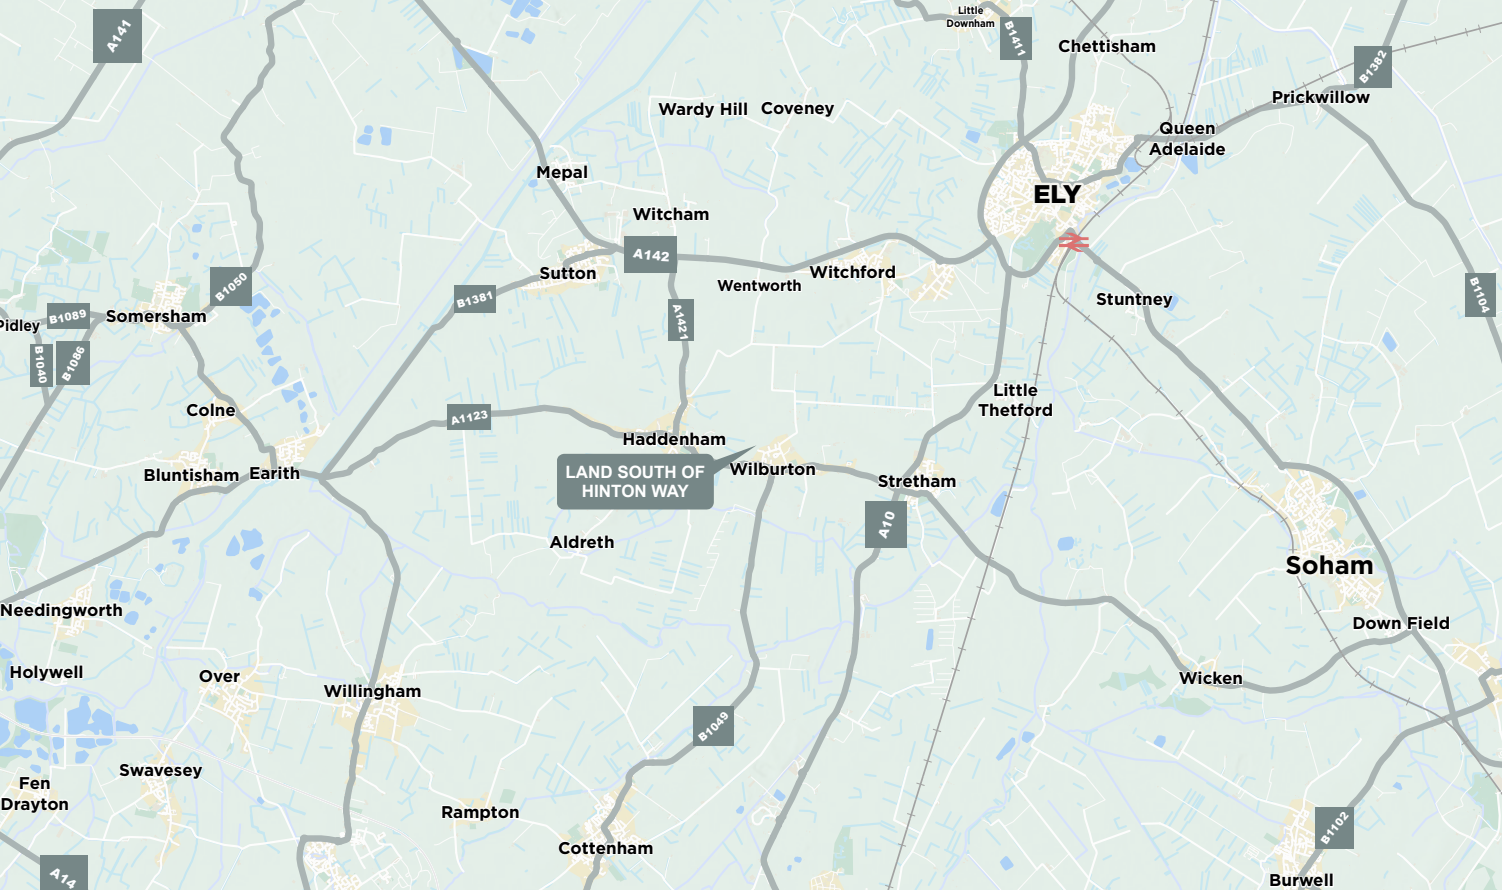 A141
Little
Downham
B1411
Chettisham
B1382
Prickwillow
Wardy Hill
Coveney
Queen
Adelaide
Mepal
ELY
Witcham
A142
Sutton
Witchford
Wentworth
B1050
B1381
Stuntney
B1104
Pidley
B1089
Somersham
A1421
B1040
B1086
Little
Thetford
Colne
A1123
Haddenham
Bluntisham
Earith
LAND SOUTH OF
HINTON WAY
Wilburton
Stretham
A10
Aldreth
Soham
Needingworth
Down Field
Holywell
Over
Willingham
Wicken
B1049
Swavesey
Fen
Drayton
Rampton
B1102
Cottenham
A14
Burwell